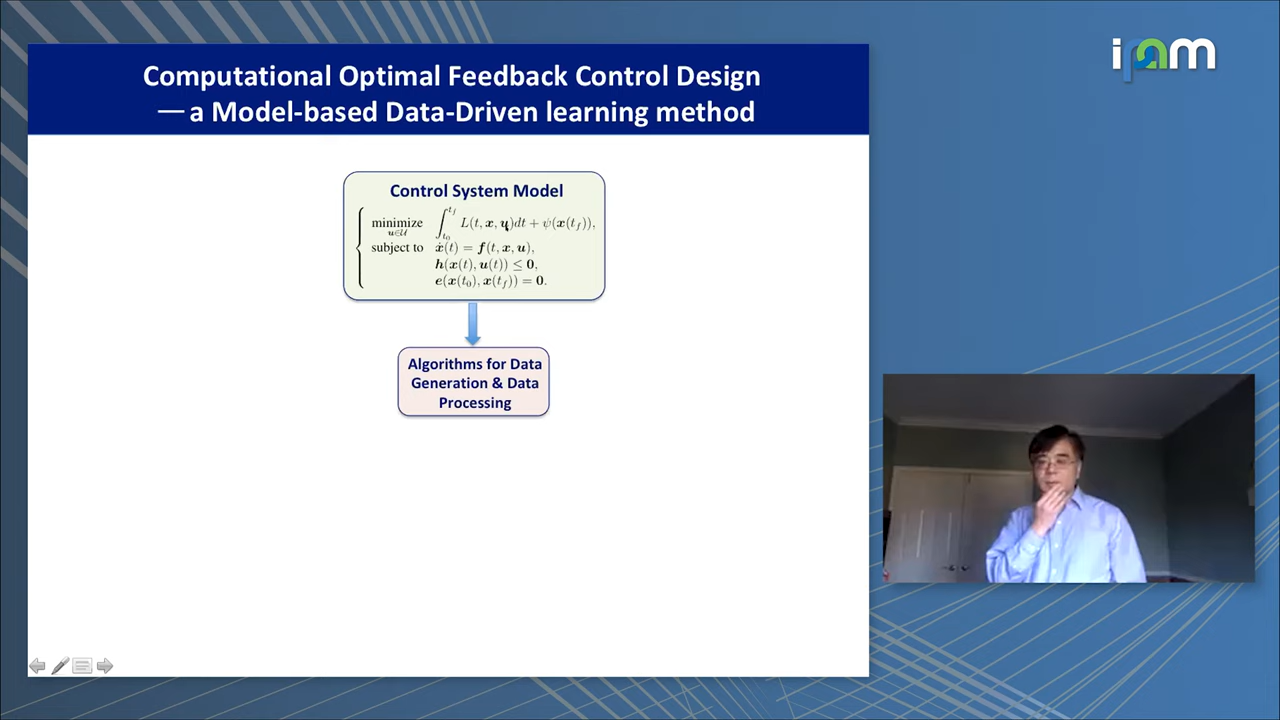 ipam
Computational Optimal Feedback Control Design
— a Model-based Data-Driven learning method
Control System Model
minimize ∫ L(t, x, u)dt + ψ(x(t_f)),
u∈U t_0 t_f
subject to ẋ(t) = f(t, x, u),
h(x(t), u(t)) ≤ 0,
e(x(t_0), x(t_f)) = 0.
Algorithms for Data
Generation & Data
Processing